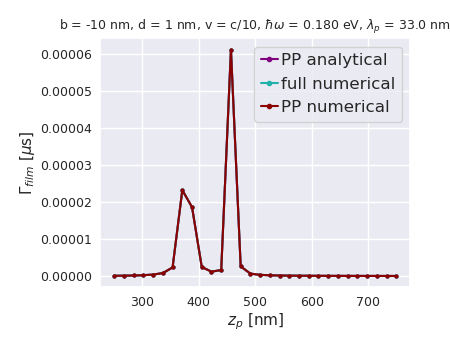 b = -10 nm, d = 1 nm, v = c/10, ħω = 0.180 eV, λp = 33.0 nm
0.00006
0.00005
0.00004
0.00003
0.00002
0.00001
0.00000
Γfilm [μs]
PP analytical
full numerical
PP numerical
300 400 500 600 700
zp [nm]